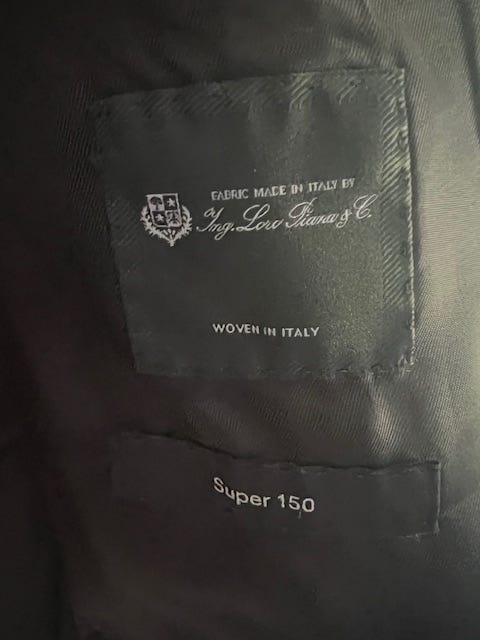 FABRIC MADE IN ITALY BY
Ing. Loro Piana & C.
WOVEN IN ITALY
Super 150